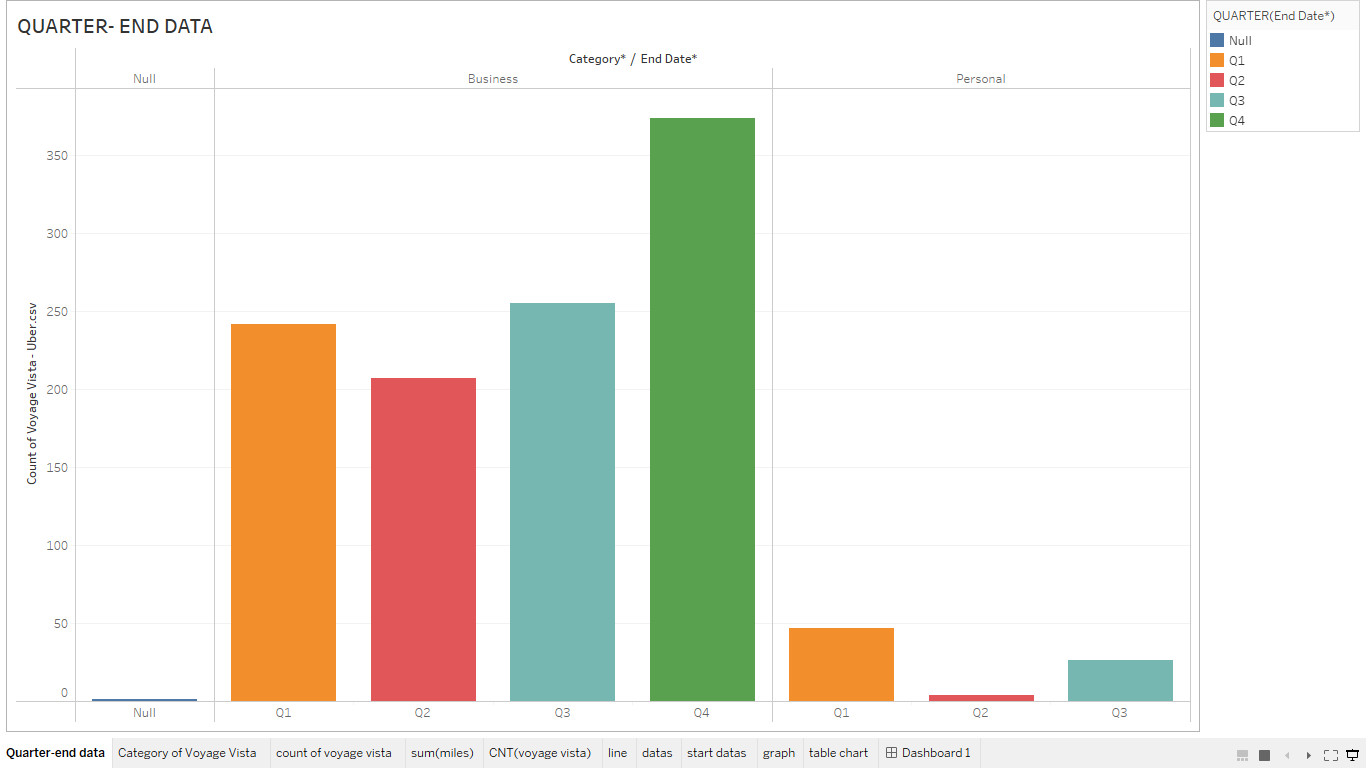 QUARTER- END DATA
Category* / End Date*
Null Business Personal
350
300
250
200
150
100
50
0
Count of Voyage Vista - Uber.csv
Null Q1 Q2 Q3 Q4 Q1 Q2 Q3
QUARTER(End Date*)
Null
Q1
Q2
Q3
Q4
Quarter-end data Category of Voyage Vista count of voyage vista sum(miles) CNT(voyage vista) line datas start datas graph table chart Dashboard 1